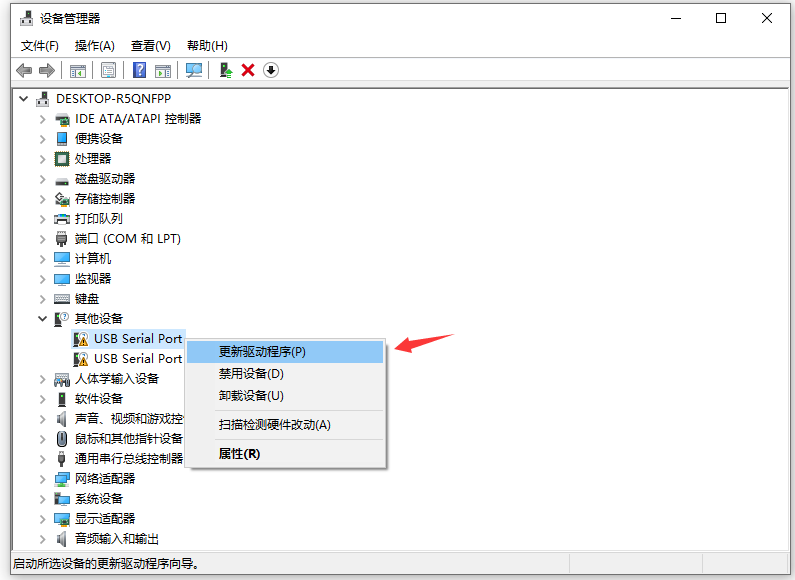 设备管理器
文件(F) 操作(A) 查看(V) 帮助(H)
DESKTOP-R5QNFPP
IDE ATA/ATAPI 控制器
便携设备
处理器
磁盘驱动器
存储控制器
打印队列
端口 (COM 和 LPT)
计算机
监视器
键盘
其他设备
USB Serial Port
USB Serial Port
人体学输入设备
软件设备
声音、视频和游戏控
鼠标和其他指针设备
通用串行总线控制器
网络适配器
系统设备
显示适配器
音频输入和输出
更新驱动程序(P)
禁用设备(D)
卸载设备(U)
扫描检测硬件改动(A)
属性(R)
启动所选设备的更新驱动程序向导。